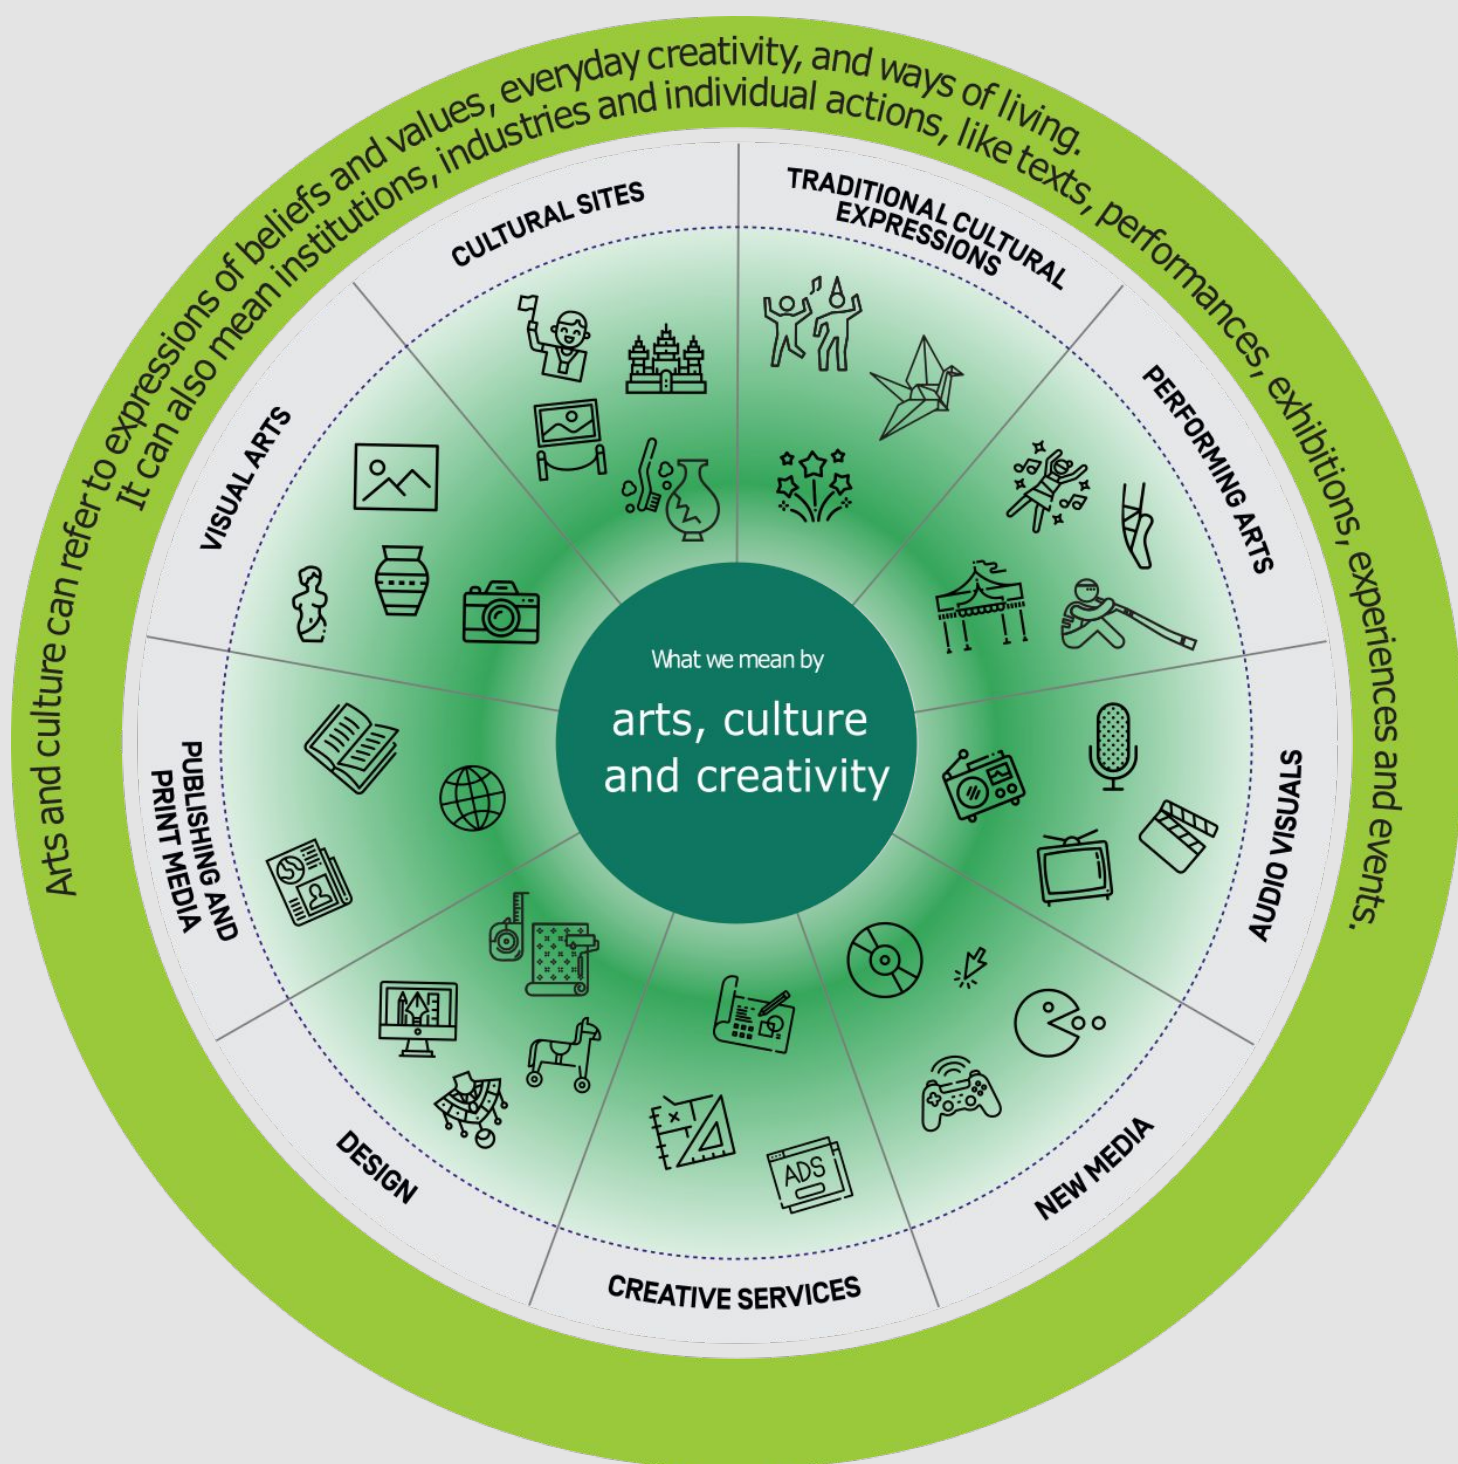 Arts and culture can refer to expressions of beliefs and values, everyday creativity, and ways of living.
It can also mean institutions, industries and individual actions, like texts, performances, exhibitions, experiences and events.
CULTURAL SITES
TRADITIONAL CULTURAL
EXPRESSIONS
PERFORMING ARTS
AUDIO VISUALS
NEW MEDIA
CREATIVE SERVICES
ADS
DESIGN
PUBLISHING AND
PRINT MEDIA
VISUAL ARTS
What we mean by
arts, culture
and creativity